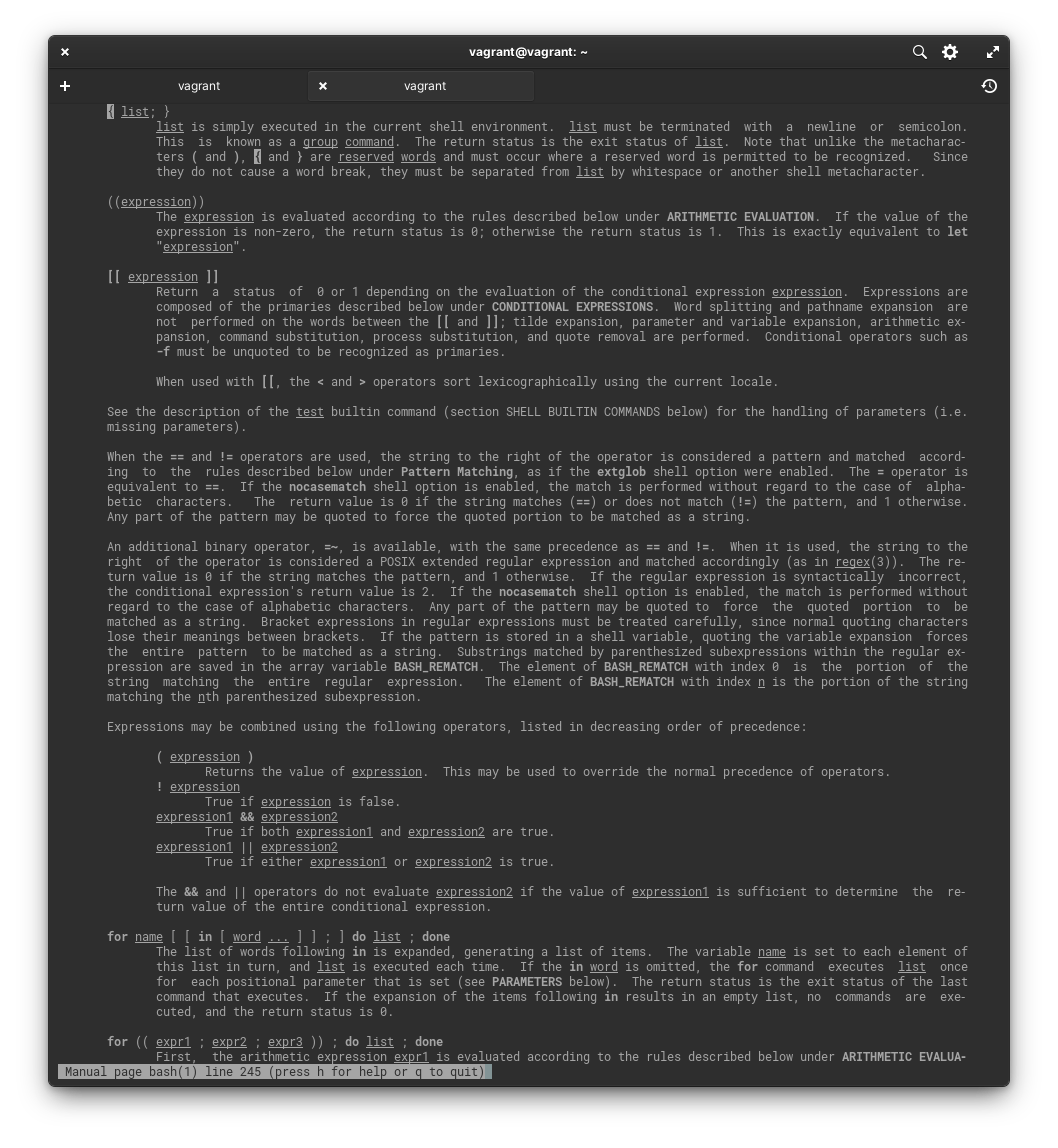 vagrant@vagrant: ~
vagrant vagrant
{ list; }
list is simply executed in the current shell environment.  list must be terminated  with  a  newline  or  semicolon.
This  is  known as a group command.  The return status is the exit status of list.  Note that unlike the metacharac-
ters ( and ), { and } are reserved words and must occur where a reserved word is permitted to be recognized.   Since
they do not cause a word break, they must be separated from list by whitespace or another shell metacharacter.
((expression))
The expression is evaluated according to the rules described below under ARITHMETIC EVALUATION.  If the value of the
expression is non-zero, the return status is 0; otherwise the return status is 1.  This is exactly equivalent to let
"expression".
[[ expression ]]
Return  a  status  of  0 or 1 depending on the evaluation of the conditional expression expression.  Expressions are
composed of the primaries described below under CONDITIONAL EXPRESSIONS.  Word splitting and pathname expansion  are
not  performed on the words between the [[ and ]]; tilde expansion, parameter and variable expansion, arithmetic ex-
pansion, command substitution, process substitution, and quote removal are performed.  Conditional operators such as
-f must be unquoted to be recognized as primaries.
When used with [[, the < and > operators sort lexicographically using the current locale.
See the description of the test builtin command (section SHELL BUILTIN COMMANDS below) for the handling of parameters (i.e.
missing parameters).
When the == and != operators are used, the string to the right of the operator is considered a pattern and matched  accord-
ing  to  the  rules described below under Pattern Matching, as if the extglob shell option were enabled.  The = operator is
equivalent to ==.  If the nocasematch shell option is enabled, the match is performed without regard to the case of  alpha-
betic  characters.   The  return value is 0 if the string matches (==) or does not match (!=) the pattern, and 1 otherwise.
Any part of the pattern may be quoted to force the quoted portion to be matched as a string.
An additional binary operator, =~, is available, with the same precedence as == and !=.  When it is used, the string to the
right  of the operator is considered a POSIX extended regular expression and matched accordingly (as in regex(3)).  The re-
turn value is 0 if the string matches the pattern, and 1 otherwise.  If the regular expression is syntactically  incorrect,
the conditional expression's return value is 2.  If the nocasematch shell option is enabled, the match is performed without
regard to the case of alphabetic characters.  Any part of the pattern may be quoted to  force  the  quoted  portion  to  be
matched as a string.  Bracket expressions in regular expressions must be treated carefully, since normal quoting characters
lose their meanings between brackets.  If the pattern is stored in a shell variable, quoting the variable expansion  forces
the  entire  pattern  to be matched as a string.  Substrings matched by parenthesized subexpressions within the regular ex-
pression are saved in the array variable BASH_REMATCH.  The element of BASH_REMATCH with index 0  is  the  portion  of  the
string  matching  the  entire  regular  expression.   The element of BASH_REMATCH with index n is the portion of the string
matching the nth parenthesized subexpression.
Expressions may be combined using the following operators, listed in decreasing order of precedence:
( expression )
Returns the value of expression.  This may be used to override the normal precedence of operators.
! expression
True if expression is false.
expression1 && expression2
True if both expression1 and expression2 are true.
expression1 || expression2
True if either expression1 or expression2 is true.
The && and || operators do not evaluate expression2 if the value of expression1 is sufficient to determine  the  re-
turn value of the entire conditional expression.
for name [ [ in [ word ... ] ] ; ] do list ; done
The list of words following in is expanded, generating a list of items.  The variable name is set to each element of
this list in turn, and list is executed each time.  If the in word is omitted, the for command  executes  list  once
for  each positional parameter that is set (see PARAMETERS below).  The return status is the exit status of the last
command that executes.  If the expansion of the items following in results in an empty list, no  commands  are  exe-
cuted, and the return status is 0.
for (( expr1 ; expr2 ; expr3 )) ; do list ; done
First,  the arithmetic expression expr1 is evaluated according to the rules described below under ARITHMETIC EVALUA-
Manual page bash(1) line 245 (press h for help or q to quit)